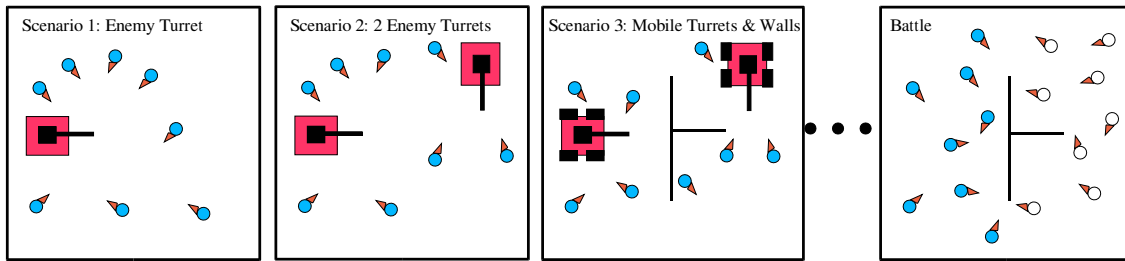 Scenario 1: Enemy Turret
Scenario 2: 2 Enemy Turrets
Scenario 3: Mobile Turrets & Walls
Battle